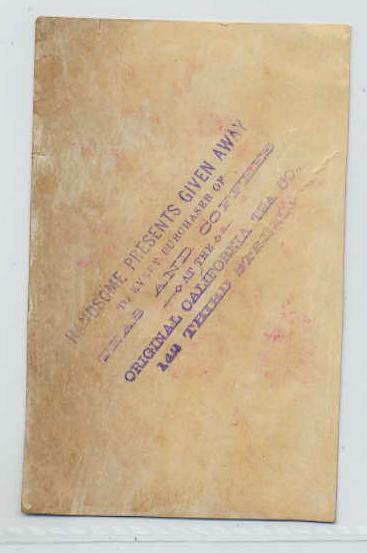 HANDSOME PRESENTS GIVEN AWAY
TO EVERY PURCHASER OF
TEAS AND COFFEES
AT THE
ORIGINAL CALIFORNIA TEA CO.,
142 THIRD STREET